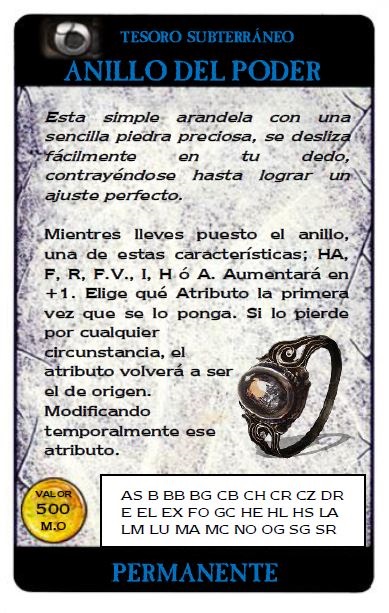 TESORO SUBTERRÁNEO
ANILLO DEL PODER
Esta simple arandela con una
sencilla piedra preciosa, se desliza
fácilmente en tu dedo,
contrayéndose hasta lograr un
ajuste perfecto.
Mientres lleves puesto el anillo,
una de estas características; HA,
F, R, F.V., I, H ó A. Aumentará en
+1. Elige qué Atributo la primera
vez que se lo ponga. Si lo pierde
por cualquier
circunstancia, el
atributo volverá a ser
el de origen.
Modificando
temporalmente ese
atributo.
VALOR
500
M.O
AS B BB BG CB CH CR CZ DR
E EL EX FO GC HE HL HS LA
LM LU MA MC NO OG SG SR
PERMANENTE